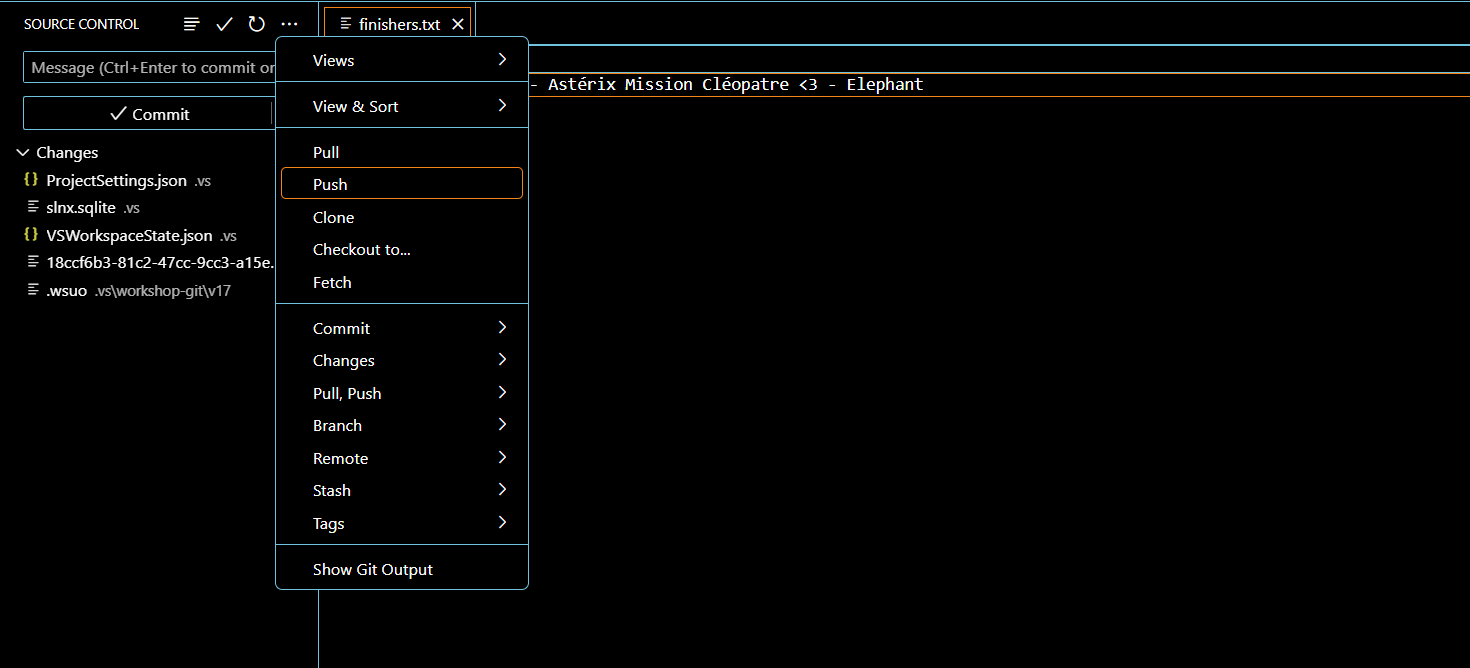 SOURCE CONTROL
finishers.txt
Message (Ctrl+Enter to commit or
Commit
Changes
ProjectSettings.json .vs
slnx.sqlite .vs
VSWorkspaceState.json .vs
18ccf6b3-81c2-47cc-9cc3-a15e.
.wsuo .vs\workshop-git\v17
Views
View & Sort
Pull
Push
Clone
Checkout to...
Fetch
Commit
Changes
Pull, Push
Branch
Remote
Stash
Tags
Show Git Output
- Astérix Mission Cléopatre <3 - Elephant